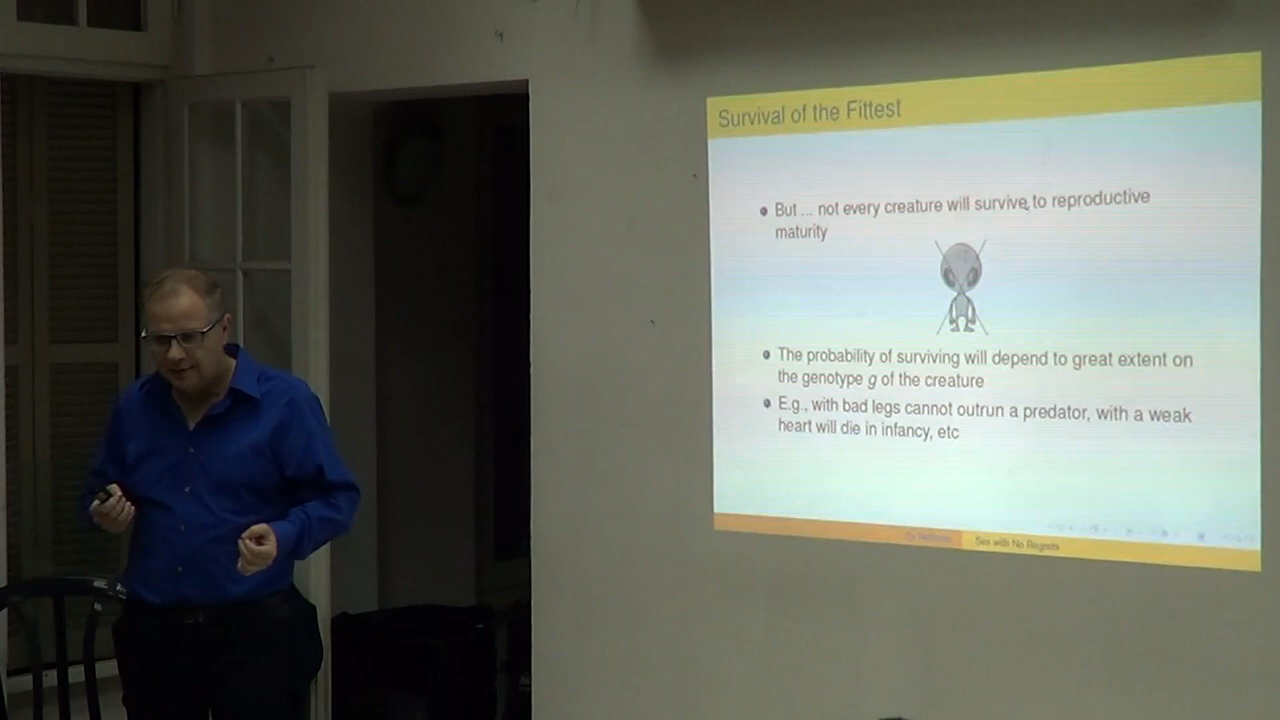 Survival of the Fittest
But ... not every creature will survive to reproductive
maturity
The probability of surviving will depend to great extent on
the genotype g of the creature
E.g., with bad legs cannot outrun a predator, with a weak
heart will die in infancy, etc
Sex with No Regrets